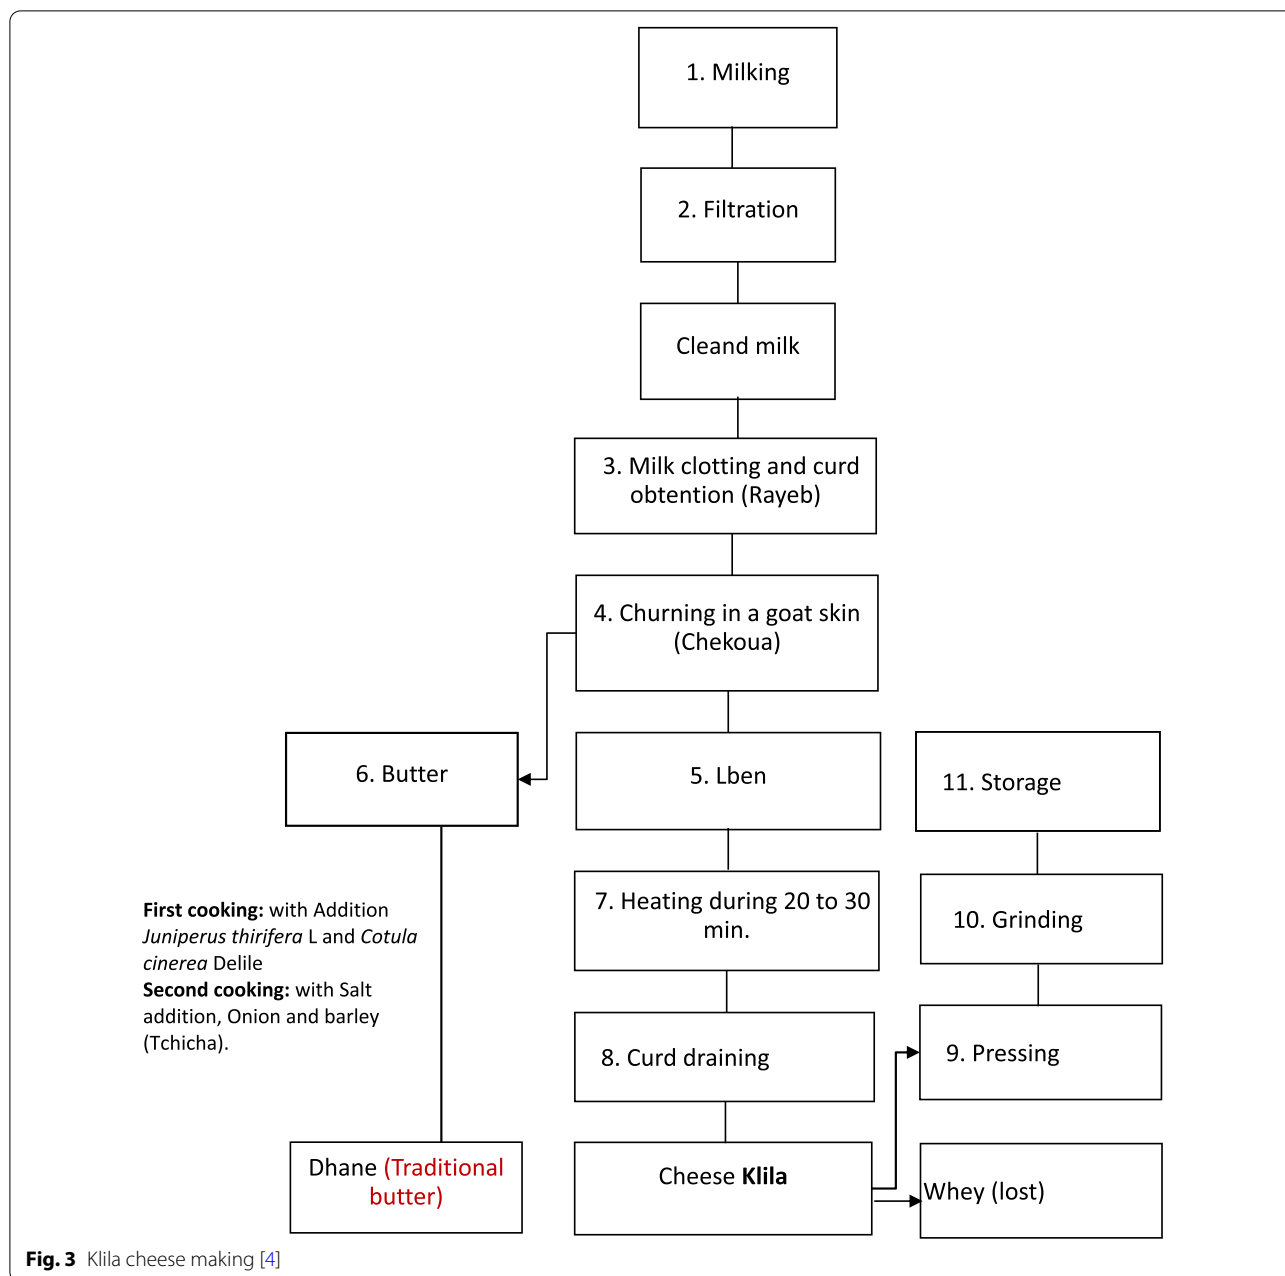 1. Milking
2. Filtration
Cleand milk
3. Milk clotting and curd
obtention (Rayeb)
4. Churning in a goat skin
(Chekoua)
6. Butter
5. Lben
11. Storage
7. Heating during 20 to 30
min.
10. Grinding
First cooking: with Addition
Juniperus thirifera L and Cotula
cinerea Delile
Second cooking: with Salt
addition, Onion and barley
(Tchicha).
8. Curd draining
9. Pressing
Dhane (Traditional
butter)
Cheese Klila
Whey (lost)
Fig. 3 Klila cheese making [4]